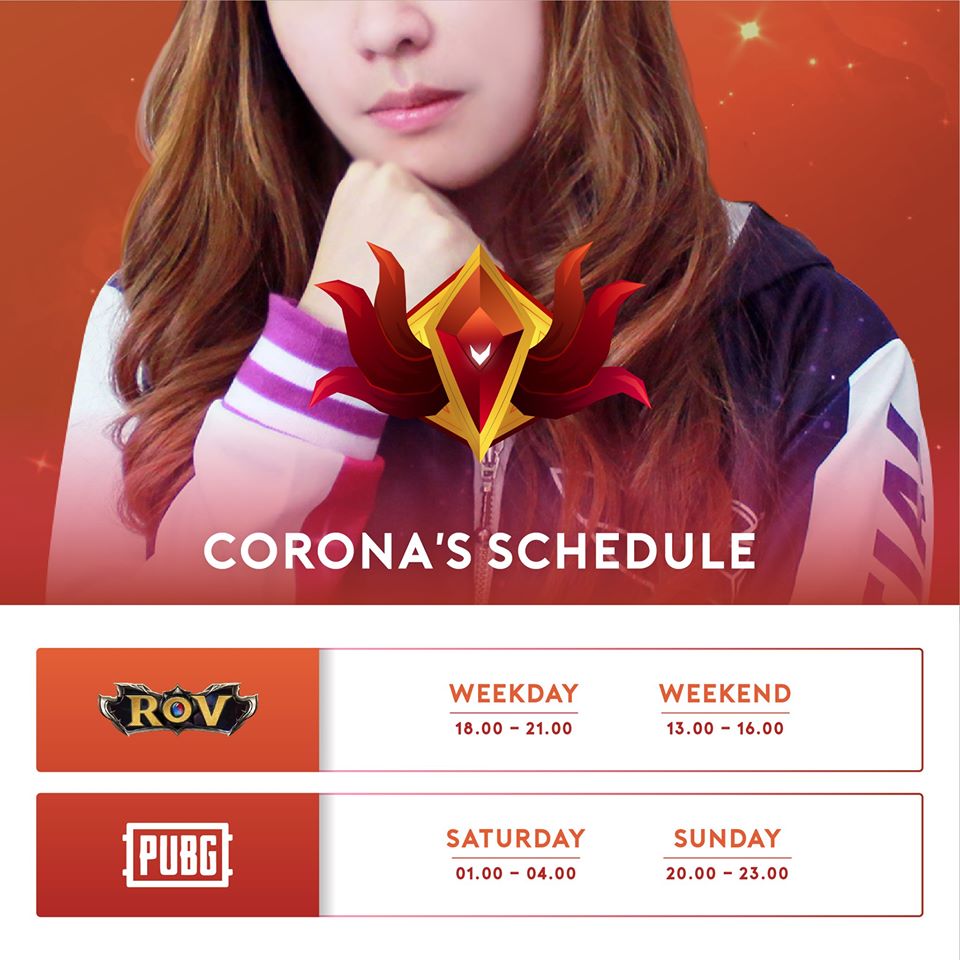 CORONA'S SCHEDULE
ROV
WEEKDAY
18.00 – 21.00
WEEKEND
13.00 – 16.00
PUBG
SATURDAY
01.00 – 04.00
SUNDAY
20.00 – 23.00